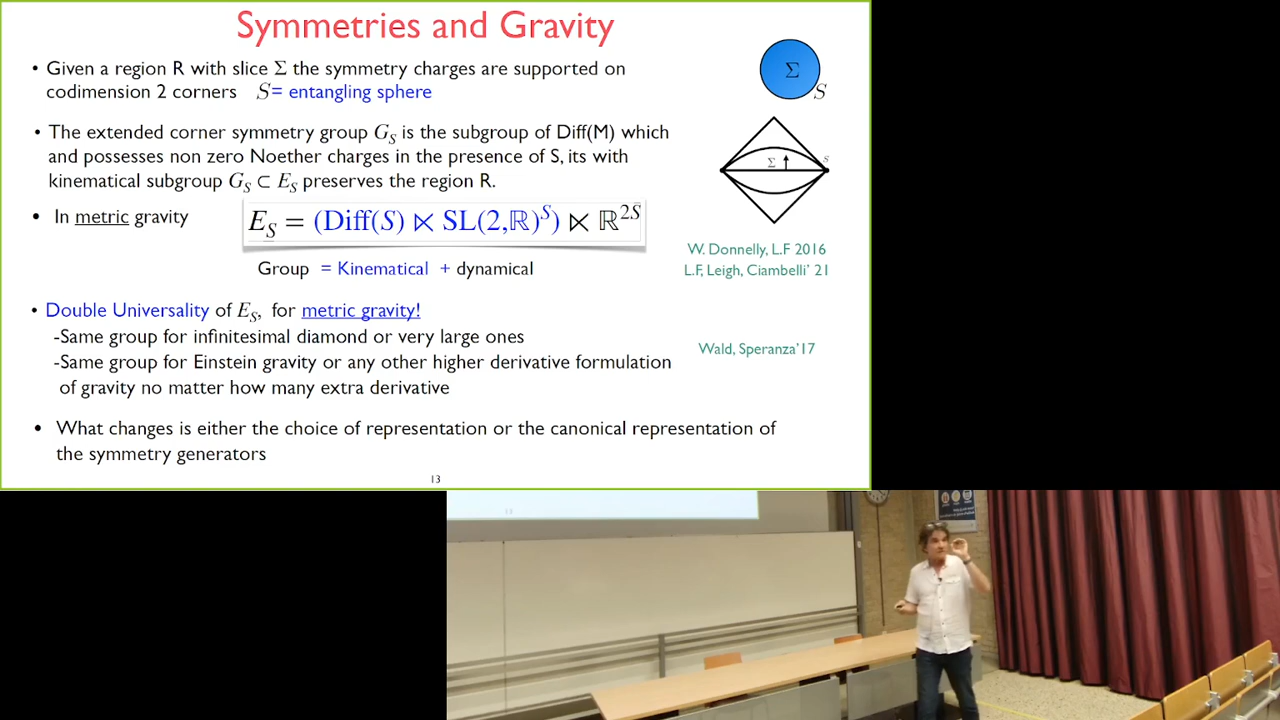 Symmetries and Gravity
• Given a region R with slice Σ the symmetry charges are supported on
codimension 2 corners S= entangling sphere
Σ
S
• The extended corner symmetry group G_S is the subgroup of Diff(M) which
and possesses non zero Noether charges in the presence of S, its with
kinematical subgroup G_S ⊂ E_S preserves the region R.
Σ
S
• In metric gravity
E_S = (Diff(S) ⋉ SL(2,ℝ)^S) ⋉ ℝ^2S
Group = Kinematical + dynamical
W. Donnelly, L.F 2016
L.F, Leigh, Ciambelli' 21
• Double Universality of E_S, for metric gravity!
-Same group for infinitesimal diamond or very large ones
-Same group for Einstein gravity or any other higher derivative formulation
of gravity no matter how many extra derivative
Wald, Speranza'17
• What changes is either the choice of representation or the canonical representation of
the symmetry generators
13